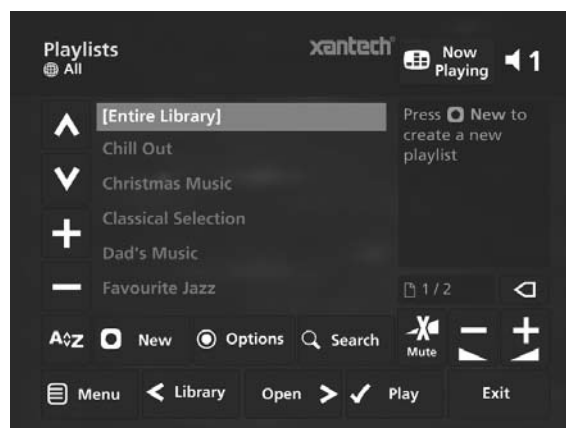 Playlists
All
xantech
Now Playing
1
[Entire Library]
Chill Out
Christmas Music
Classical Selection
Dad's Music
Favourite Jazz
Press New to
create a new
playlist
1 / 2
AZ
New
Options
Search
Mute
Menu
Library
Open
Play
Exit